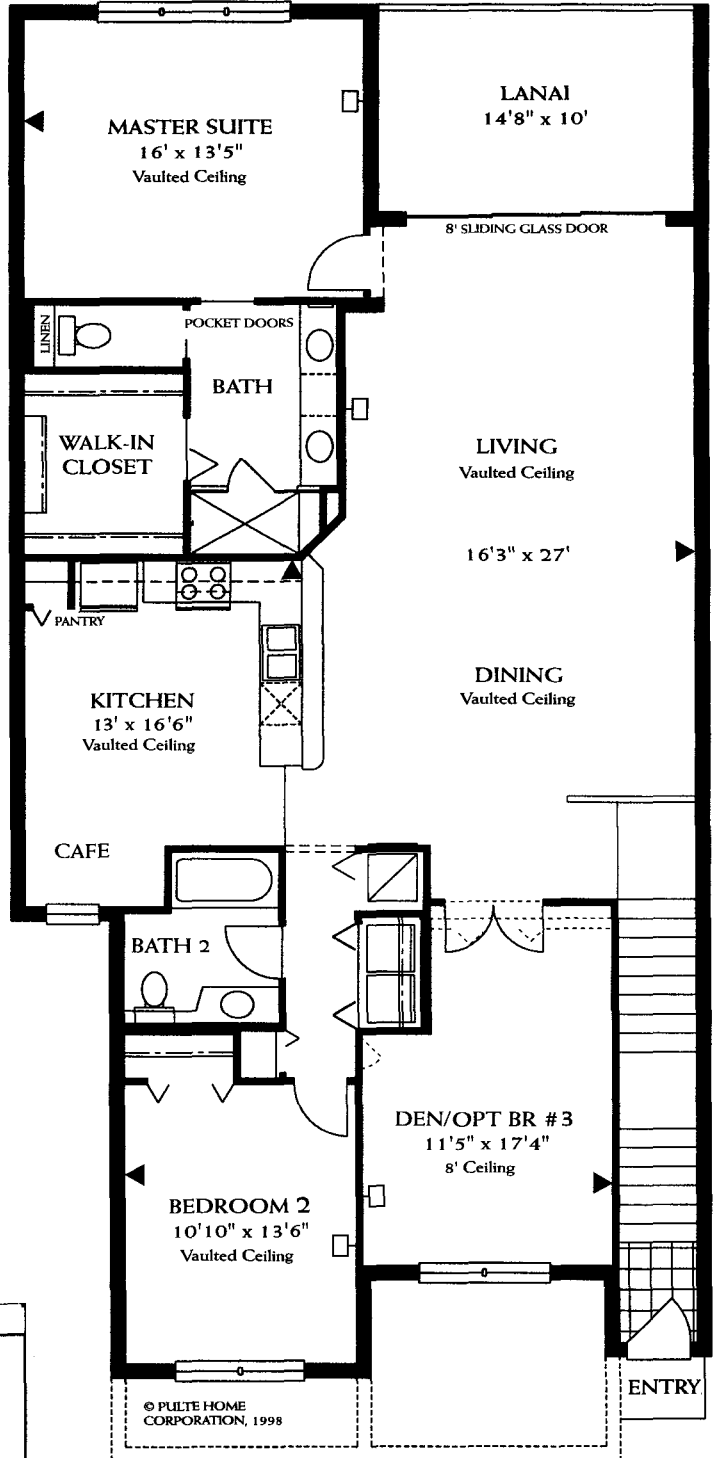 LANAI
14'8" x 10'
MASTER SUITE
16' x 13'5"
Vaulted Ceiling
8' SLIDING GLASS DOOR
LINEN
POCKET DOORS
BATH
WALK-IN
CLOSET
LIVING
Vaulted Ceiling
16'3" x 27'
PANTRY
DINING
Vaulted Ceiling
KITCHEN
13' x 16'6"
Vaulted Ceiling
CAFE
BATH 2
DEN/OPT BR #3
11'5" x 17'4"
8' Ceiling
BEDROOM 2
10'10" x 13'6"
Vaulted Ceiling
ENTRY
© PULTE HOME
CORPORATION, 1998